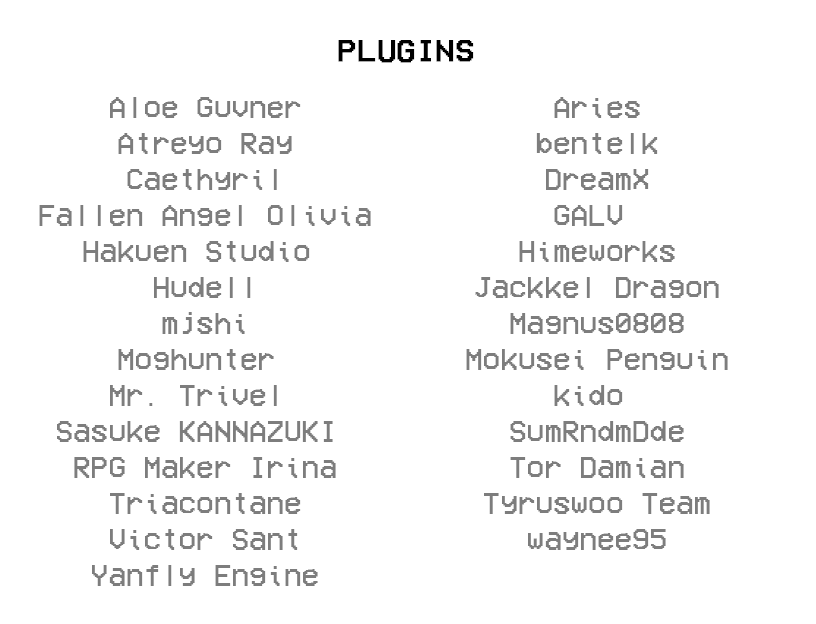 PLUGINS
Aloe Guvner
Aries
Atreyo Ray
bentelk
Caethyril
DreamX
Fallen Angel Olivia
GALV
Hakuen Studio
Himeworks
Hudell
Jackkel Dragon
mjshi
Magnus0808
Moghunter
Mokusei Penguin
Mr. Trivel
kido
Sasuke KANNAZUKI
SumRndmDde
RPG Maker Irina
Tor Damian
Triacontane
Tyruswoo Team
Victor Sant
waynee95
Yanfly Engine